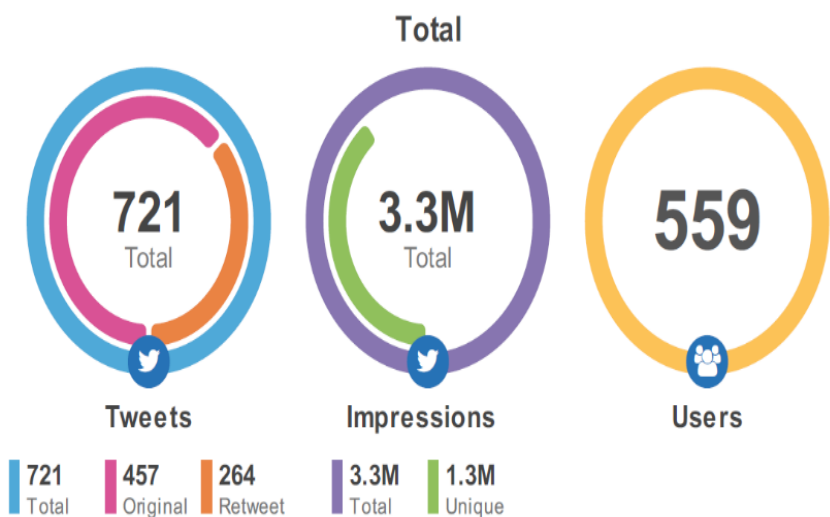 Total
721
Total
3.3M
Total
559
Tweets
Impressions
Users
721
Total
457
Original
264
Retweet
3.3M
Total
1.3M
Unique